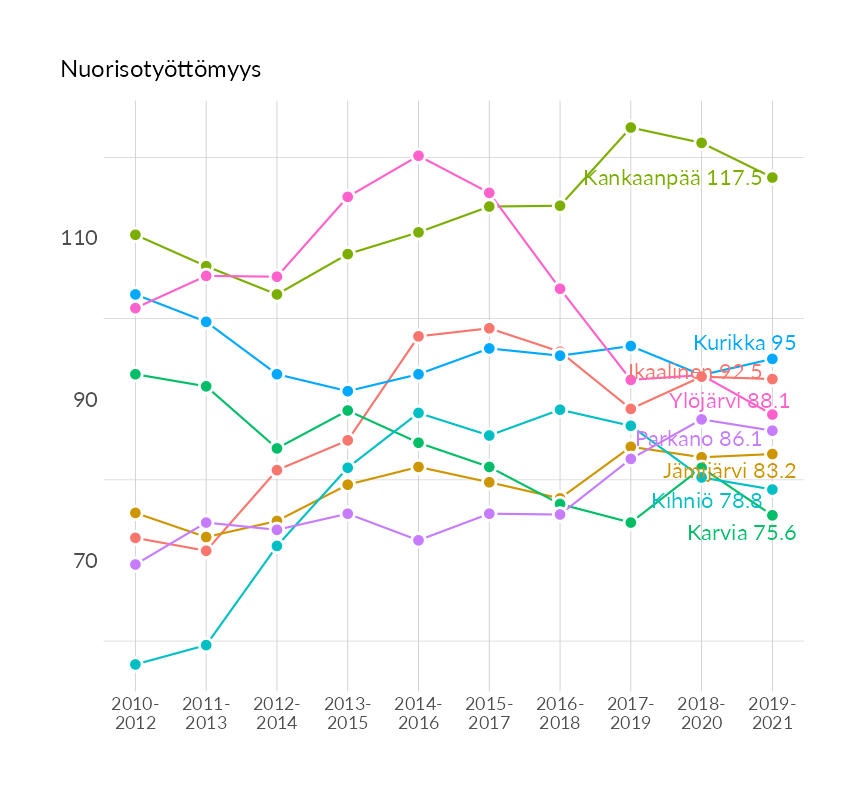 Nuorisotyöttömyys
Kankaanpää 117.5
110
Kurikka 95
Ikaalinen 92.5
90
Ylöjärvi 88.1
Parkano 86.1
Jämijärvi 83.2
Kihniö 78.8
Karvia 75.6
70
2010- 2011- 2012- 2013- 2014- 2015- 2016- 2017- 2018- 2019-
2012 2013 2014 2015 2016 2017 2018 2019 2020 2021